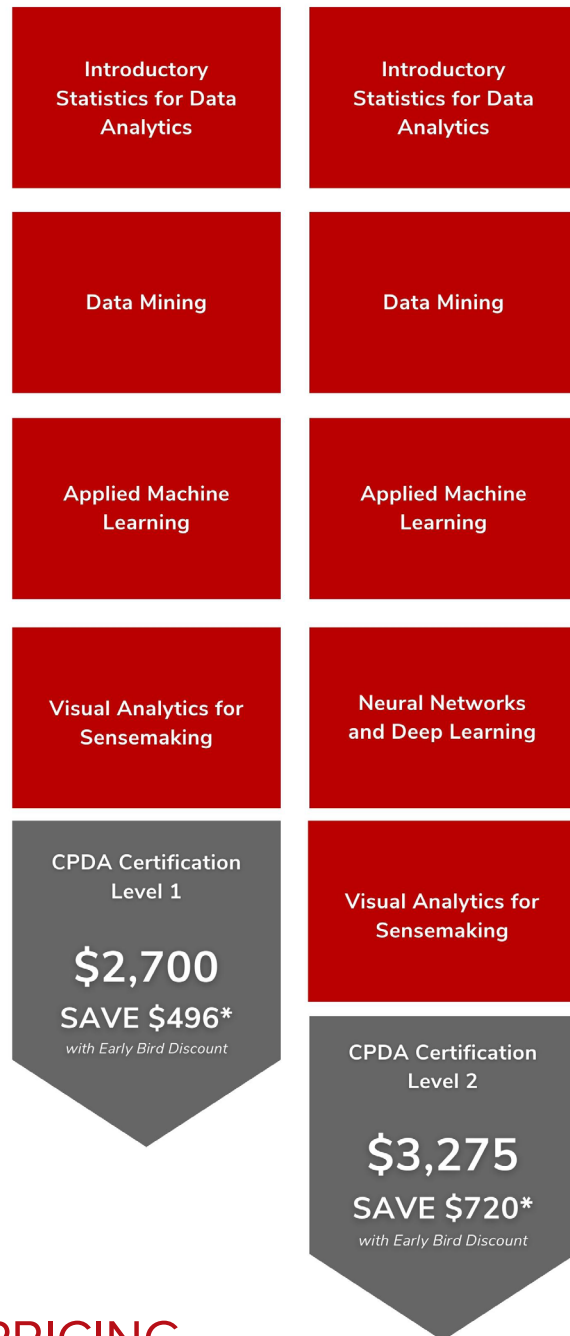 Introductory
Statistics for Data
Analytics
Data Mining
Applied Machine
Learning
Visual Analytics for
Sensemaking
CPDA Certification
Level 1
$2,700
SAVE $496*
with Early Bird Discount
Introductory
Statistics for Data
Analytics
Data Mining
Applied Machine
Learning
Neural Networks
and Deep Learning
Visual Analytics for
Sensemaking
CPDA Certification
Level 2
$3,275
SAVE $720*
with Early Bird Discount
PRICING